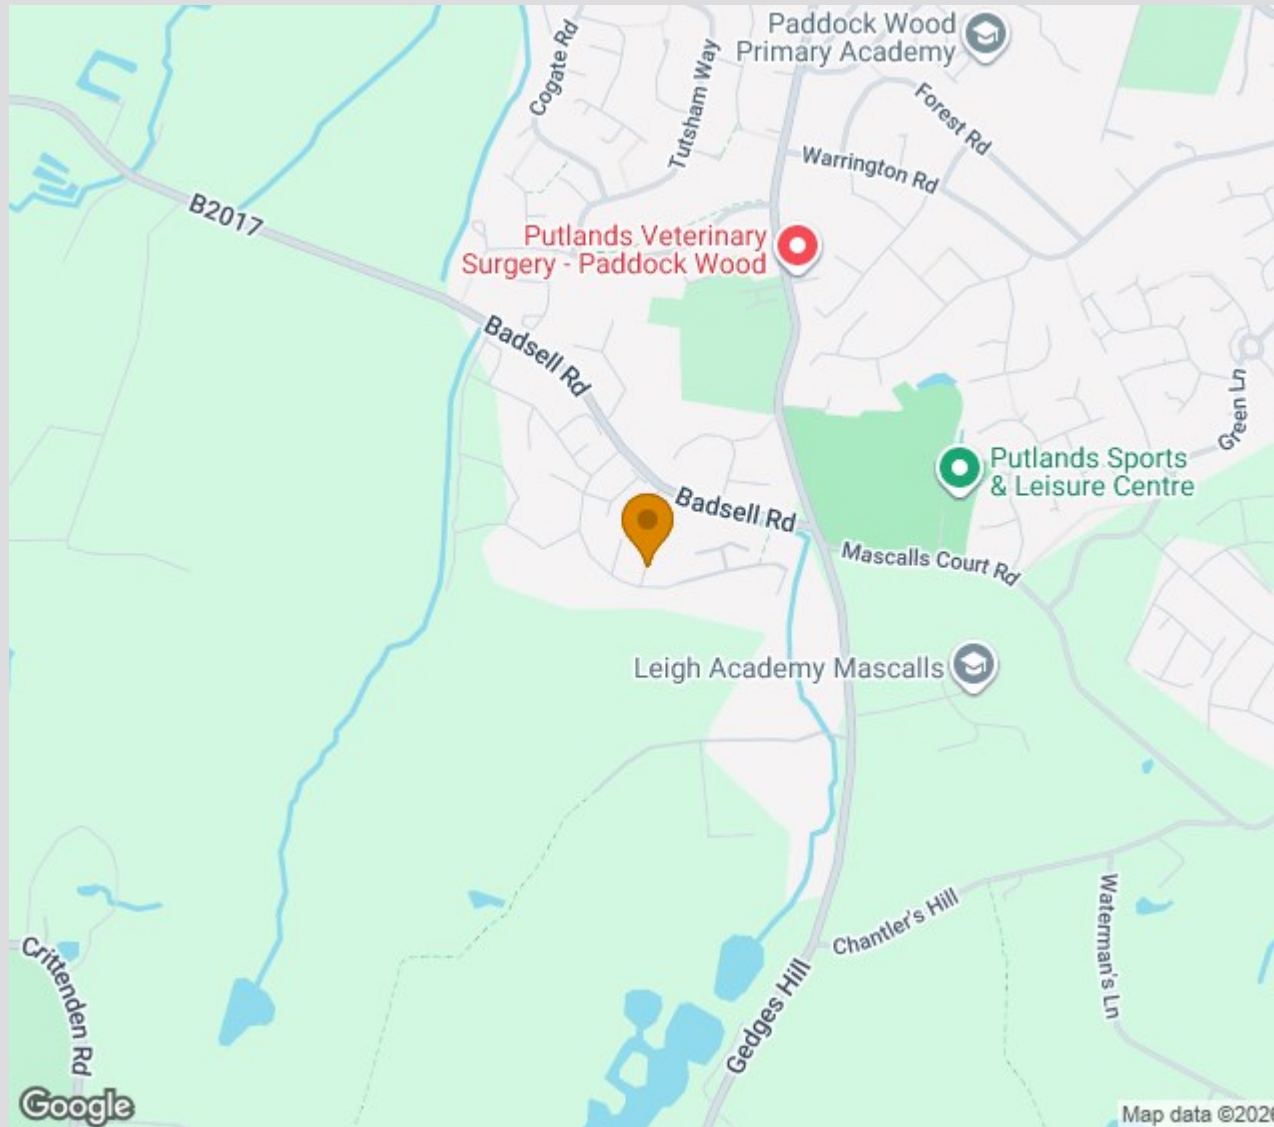 Paddock Wood
Primary Academy
Cogate Rd
Tutsham Way
Forest Rd
Warrington Rd
B2017
Putlands Veterinary
Surgery - Paddock Wood
Badsell Rd
Green Ln
Putlands Sports
& Leisure Centre
Badsell Rd
Mascalls Court Rd
Leigh Academy Mascalls
Chantler's Hill
Waterman's Ln
Crittenden Rd
Gedges Hill
Google
Map data ©2026